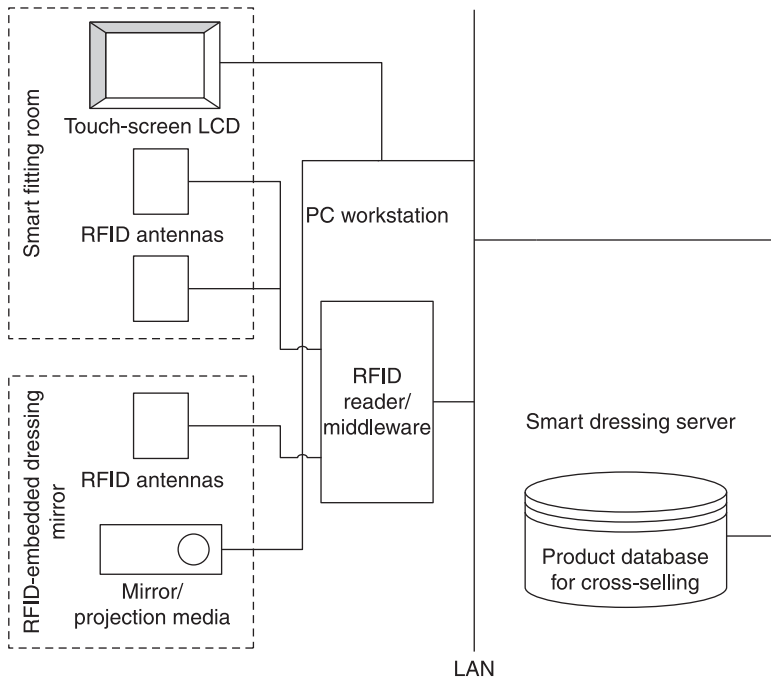 Smart fitting room
Touch-screen LCD
RFID antennas
PC workstation
RFID
reader/
middleware
RFID-embedded dressing
mirror
RFID antennas
Mirror/
projection media
Smart dressing server
Product database
for cross-selling
LAN